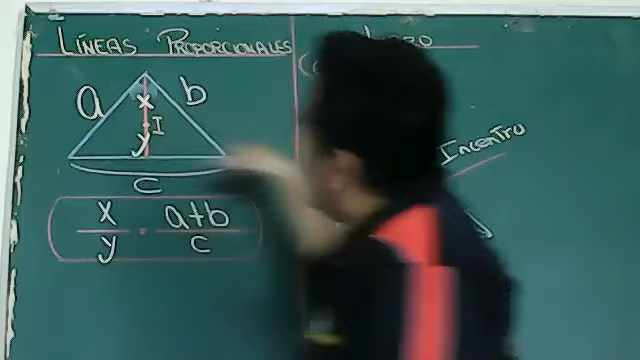 LÍNEAS PROPORCIONALES
a
b
x
I
y
c
x/y = a+b/c
Incentro